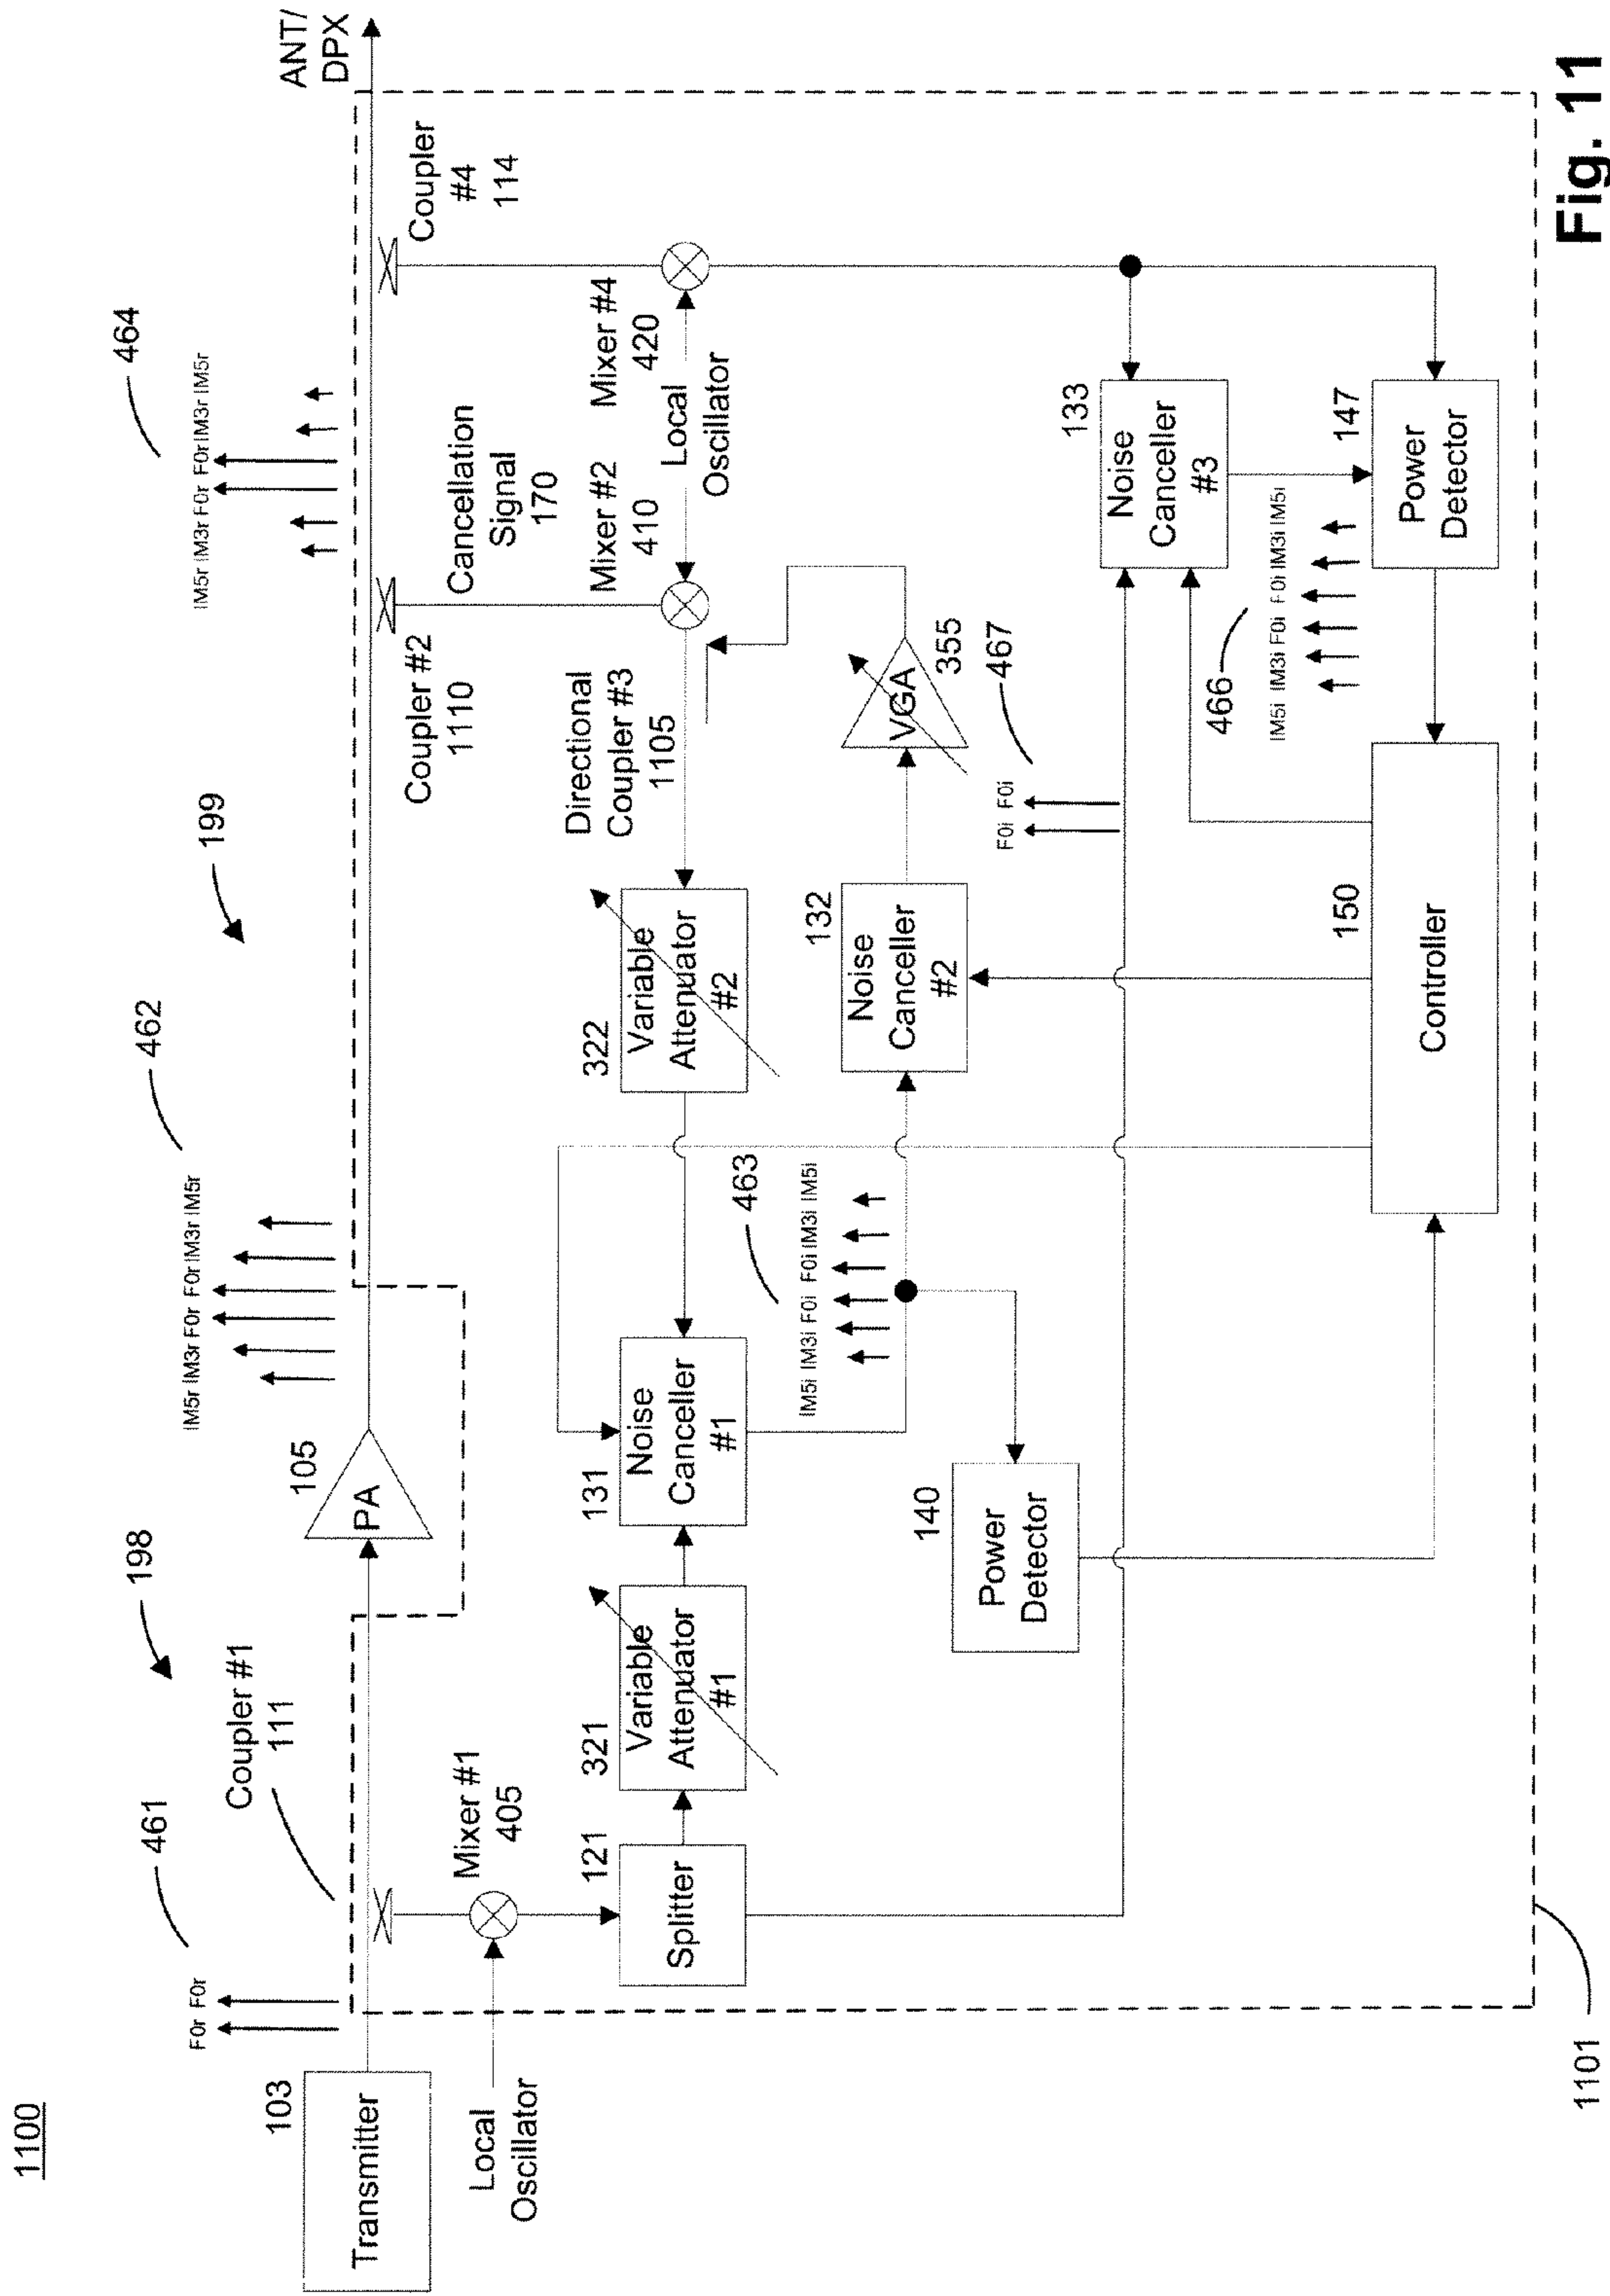 1100
Transmitter
103
Local
Oscillator
F0r F0r
461
Coupler #1
111
198
Mixer #1
405
Splitter
121
Variable
Attenuator
#1
321
PA
105
IM5r IM3r F0r F0r IM3r IM5r
462
199
Noise
Canceller
#1
131
IM5i IM3i F0i F0i IM3i IM5i
463
Power
Detector
140
Variable
Attenuator
#2
322
Noise
Canceller
#2
132
Directional
Coupler #3
1105
Coupler #2
1110
Cancellation
Signal
170
Mixer #2
410
VGA
355
F0i F0i
467
IM5r IM3r F0r F0r IM3r IM5r
464
Mixer #4
420
Local
Oscillator
Coupler
#4
114
ANT/
DPX
Noise
Canceller
#3
133
IM5i IM3i F0i F0i IM3i IM5i
466
Power
Detector
147
Controller
150
1101
Fig. 11